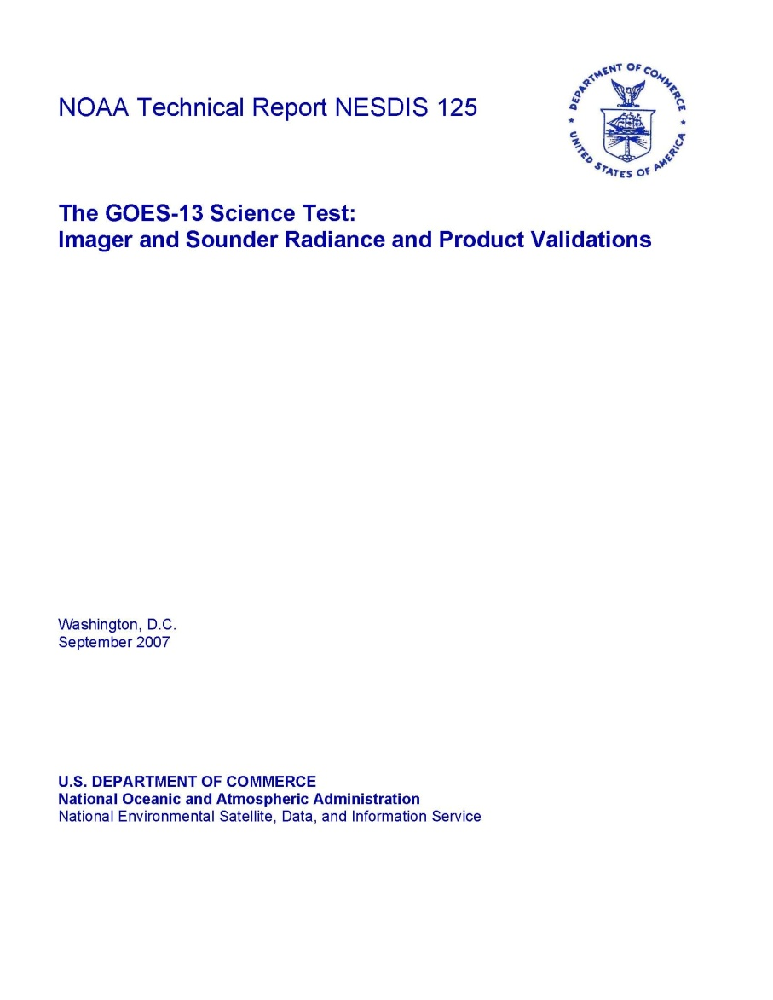 NOAA Technical Report NESDIS 125
DEPARTMENT OF COMMERCE
★ UNITED STATES OF AMERICA ★
The GOES-13 Science Test:
Imager and Sounder Radiance and Product Validations
Washington, D.C.
September 2007
U.S. DEPARTMENT OF COMMERCE
National Oceanic and Atmospheric Administration
National Environmental Satellite, Data, and Information Service